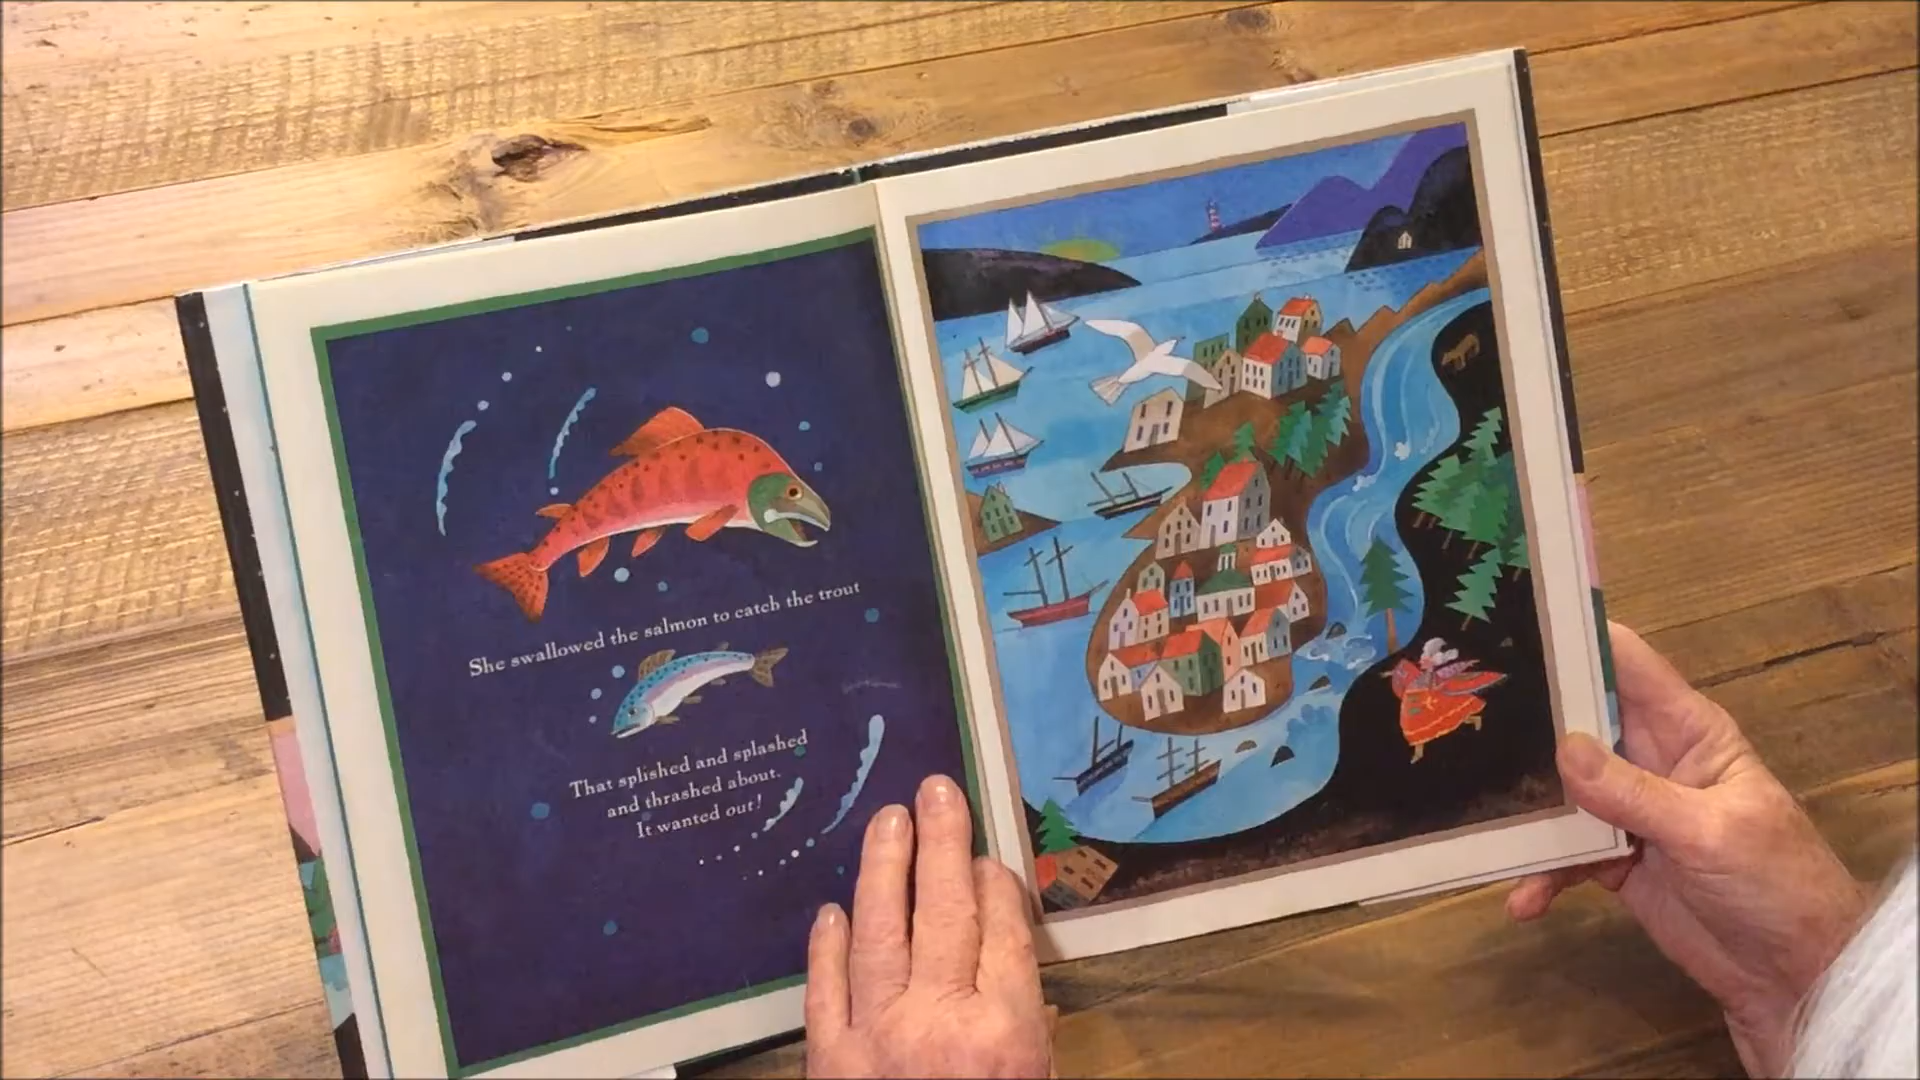 She swallowed the salmon to catch the trout
That splished and splashed
and thrashed about.
It wanted out!